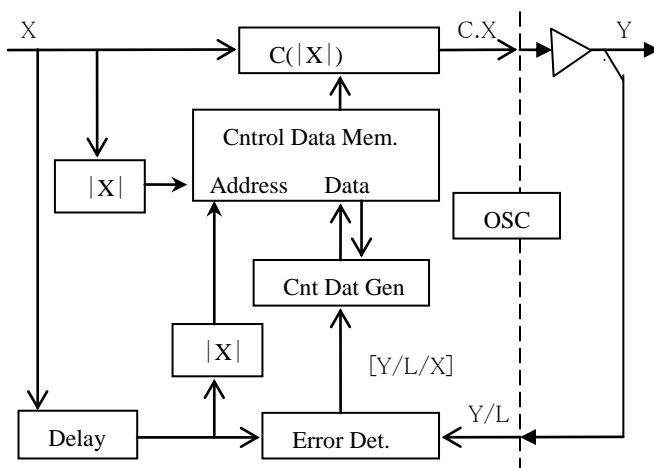 X
C.X
Y
C(|X|)
Cntrol Data Mem.
Address Data
|X|
OSC
Cnt Dat Gen
|X|
[Y/L/X]
Y/L
Delay
Error Det.